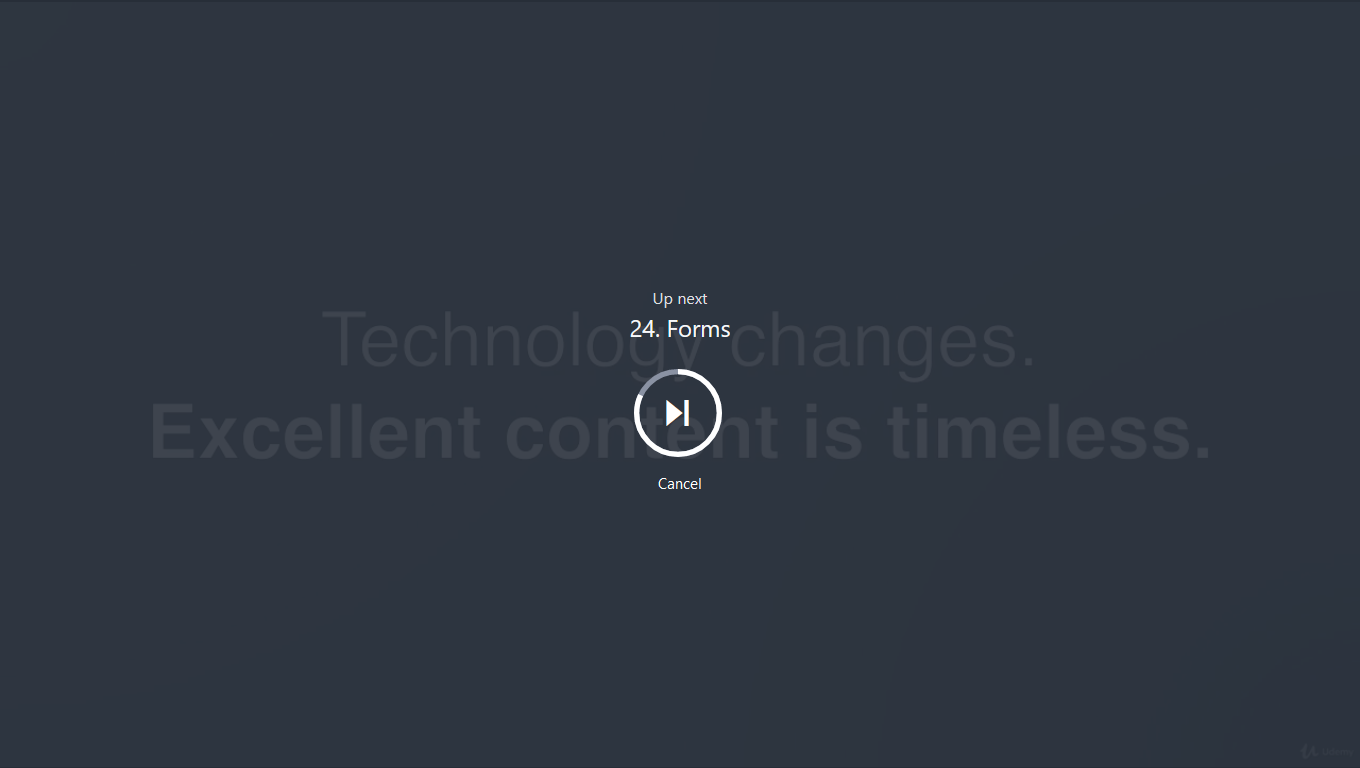 Up next
24. Forms
Technology changes.
Excellent content is timeless.
Cancel